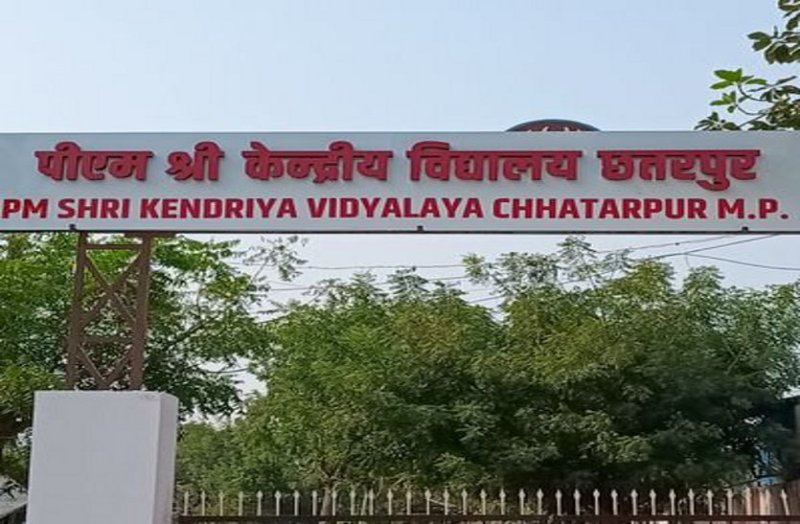 पीएम श्री केन्द्रीय विद्यालय छतरपुर
PM SHRI KENDRIYA VIDYALAYA CHHATARPUR M.P.